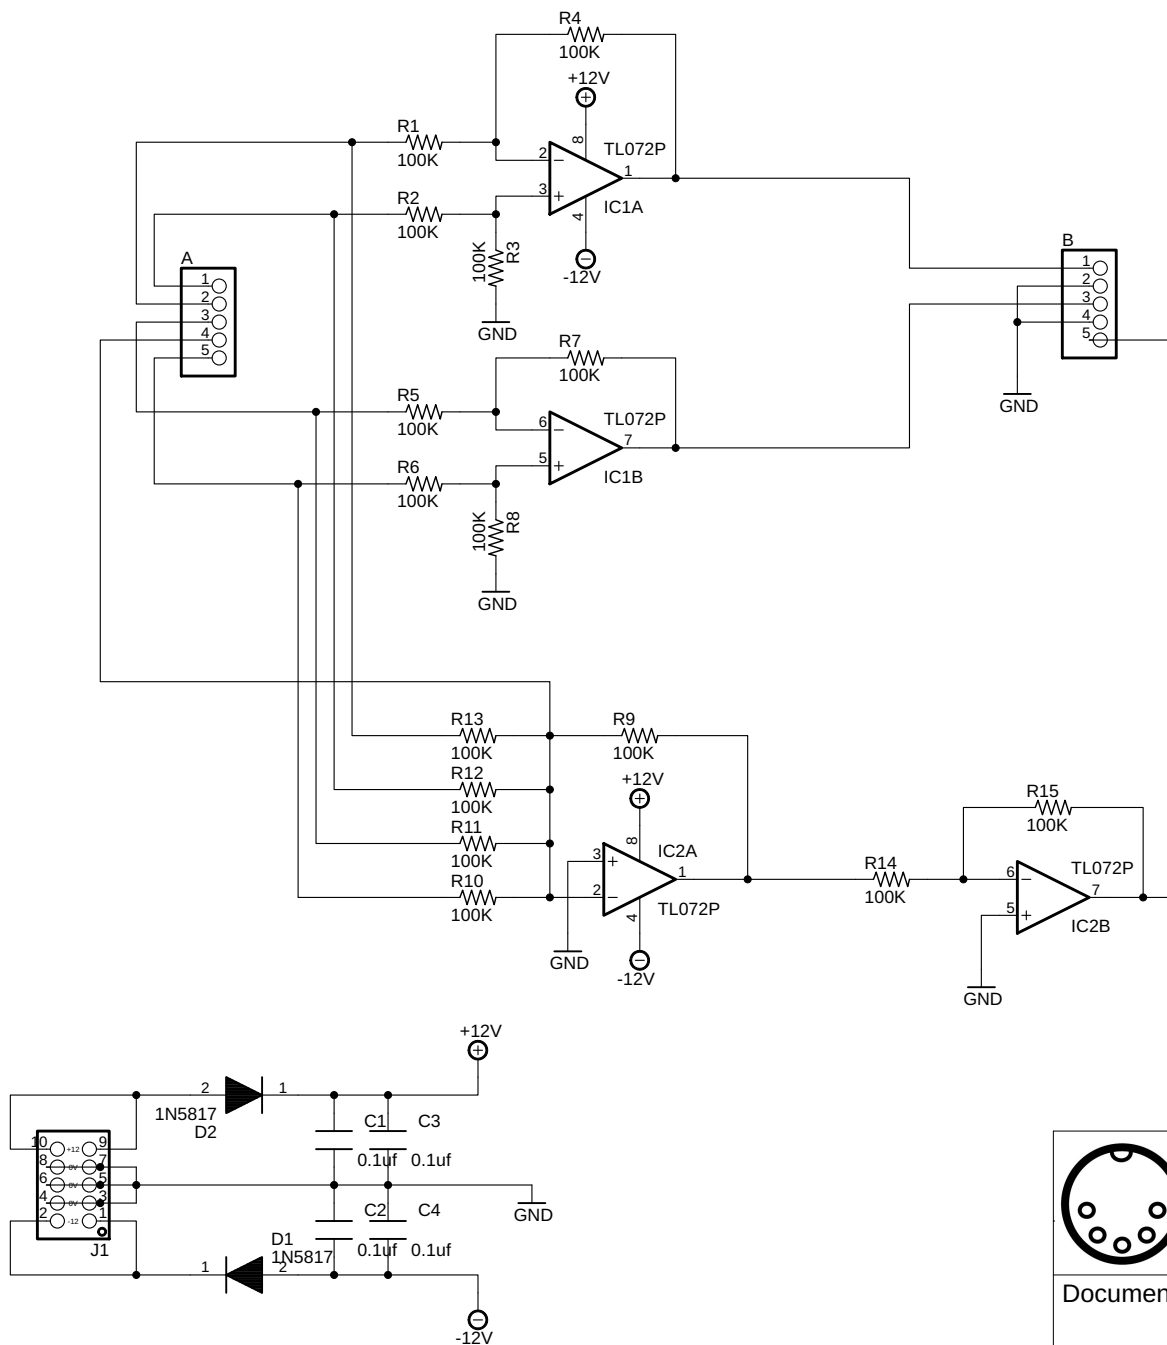 R4
100K
+12V
8
R1
100K
TL072P
2
1
R2
100K
3
IC1A
4
-12V
100K
R3
GND
A
1
2
3
4
5
B
1
2
3
4
5
GND
R7
100K
R5
100K
TL072P
6
7
R6
100K
5
IC1B
100K
R8
GND
R13
100K
R9
100K
R12
100K
+12V
8
R11
100K
3
IC2A
1
R10
100K
2
TL072P
4
GND
-12V
R15
100K
R14
100K
6
TL072P
7
5
IC2B
GND
+12V
2
1
1N5817
D2
C1
C3
0.1uf
0.1uf
10
+12
9
8
0V
7
6
0V
5
4
0V
3
2
-12
1
J1
GND
C2
C4
0.1uf
0.1uf
D1
1N5817
1
2
-12V
Documen